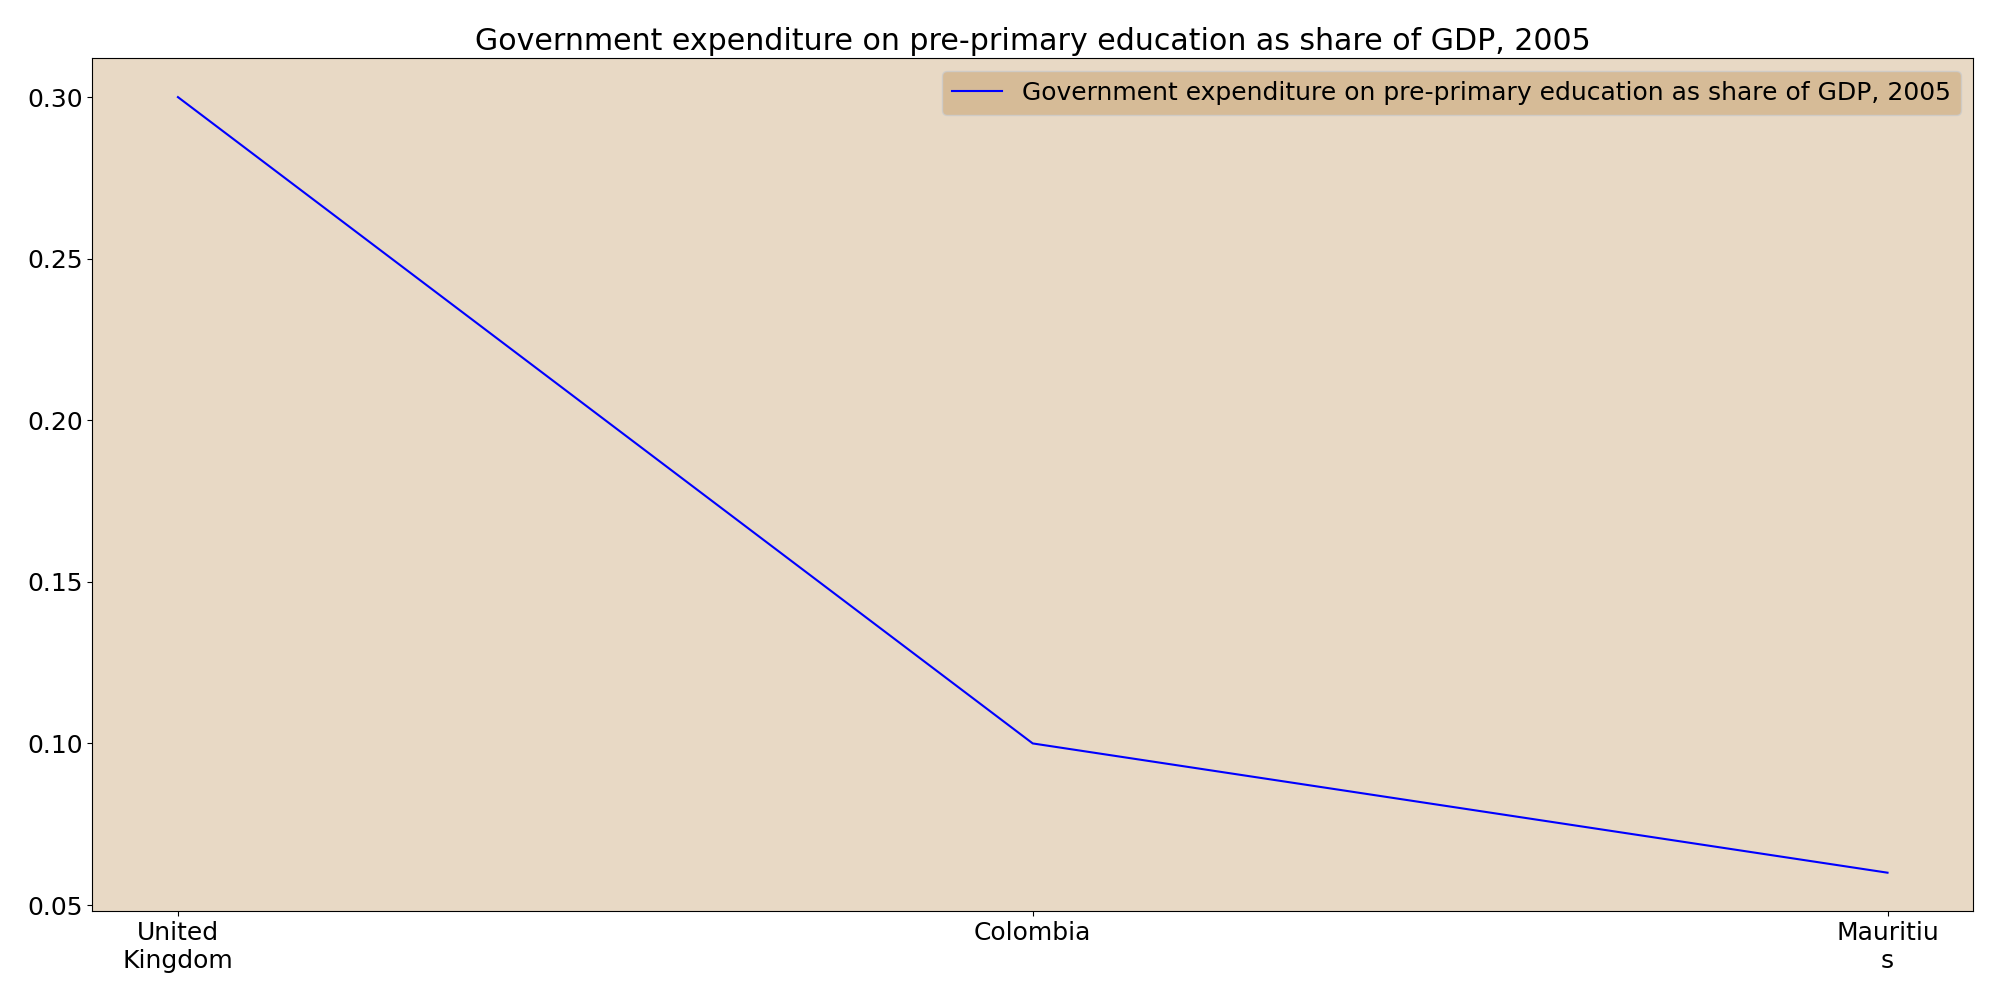 Government expenditure on pre-primary education as share of GDP, 2005
Government expenditure on pre-primary education as share of GDP, 2005
0.30
0.25
0.20
0.15
0.10
0.05
United
Kingdom
Colombia
Mauritiu
s